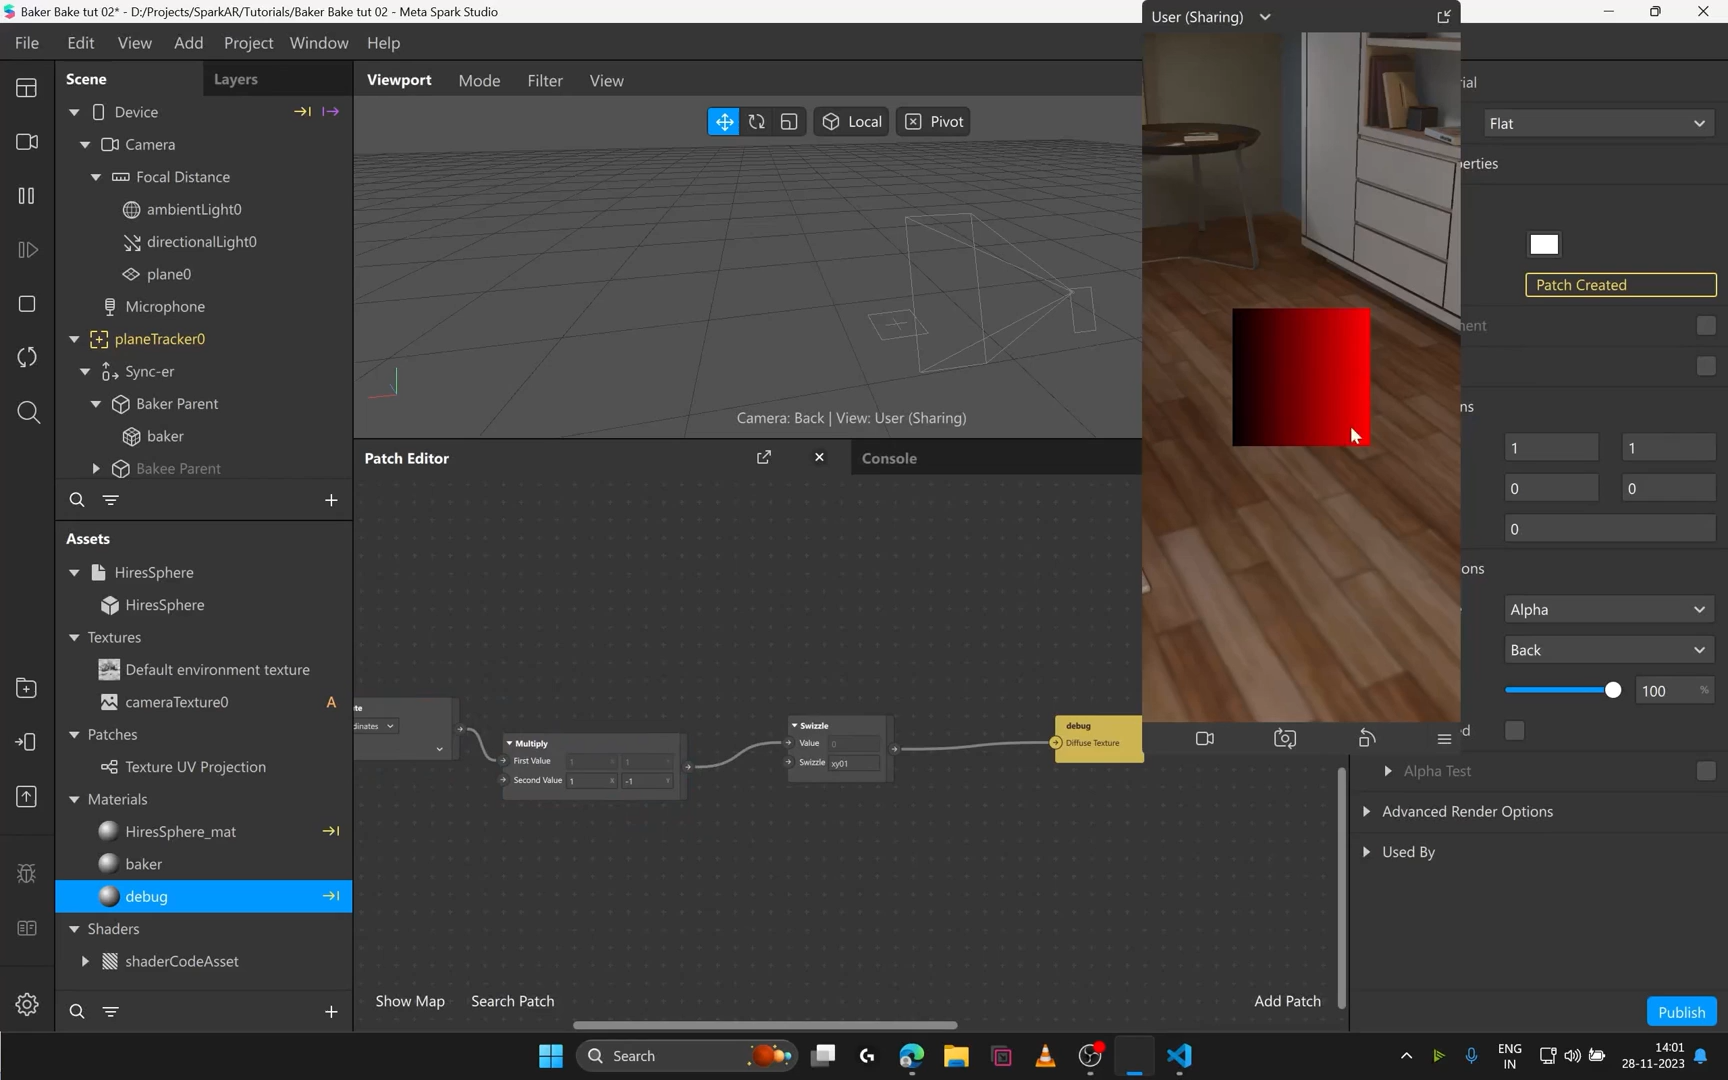 Baker Bake tut 02* - D:/Projects/SparkAR/Tutorials/Baker Bake tut 02 - Meta Spark Studio
User (Sharing)
File Edit View Add Project Window Help
Scene Layers
Viewport Mode Filter View
Device
Local Pivot
Flat
Camera
Focal Distance
ambientLight0
directionalLight0
plane0
Patch Created
Microphone
planeTracker0
Sync-er
Baker Parent
baker
Bakee Parent
Camera: Back | View: User (Sharing)
1 1
0 0
0
Patch Editor Console
Assets
HiresSphere
HiresSphere
Textures
Default environment texture
cameraTexture0 A
Patches
Texture UV Projection
Materials
HiresSphere_mat
baker
debug
Shaders
shaderCodeAsset
Multiply
First Value 1 1
Second Value 1 X -1 Y
Swizzle
Value 0
Swizzle xy01
debug
Diffuse Texture
Alpha
Back
100 %
Alpha Test
Advanced Render Options
Used By
Show Map Search Patch Add Patch
Publish
Search
ENG
IN
14:01
28-11-2023